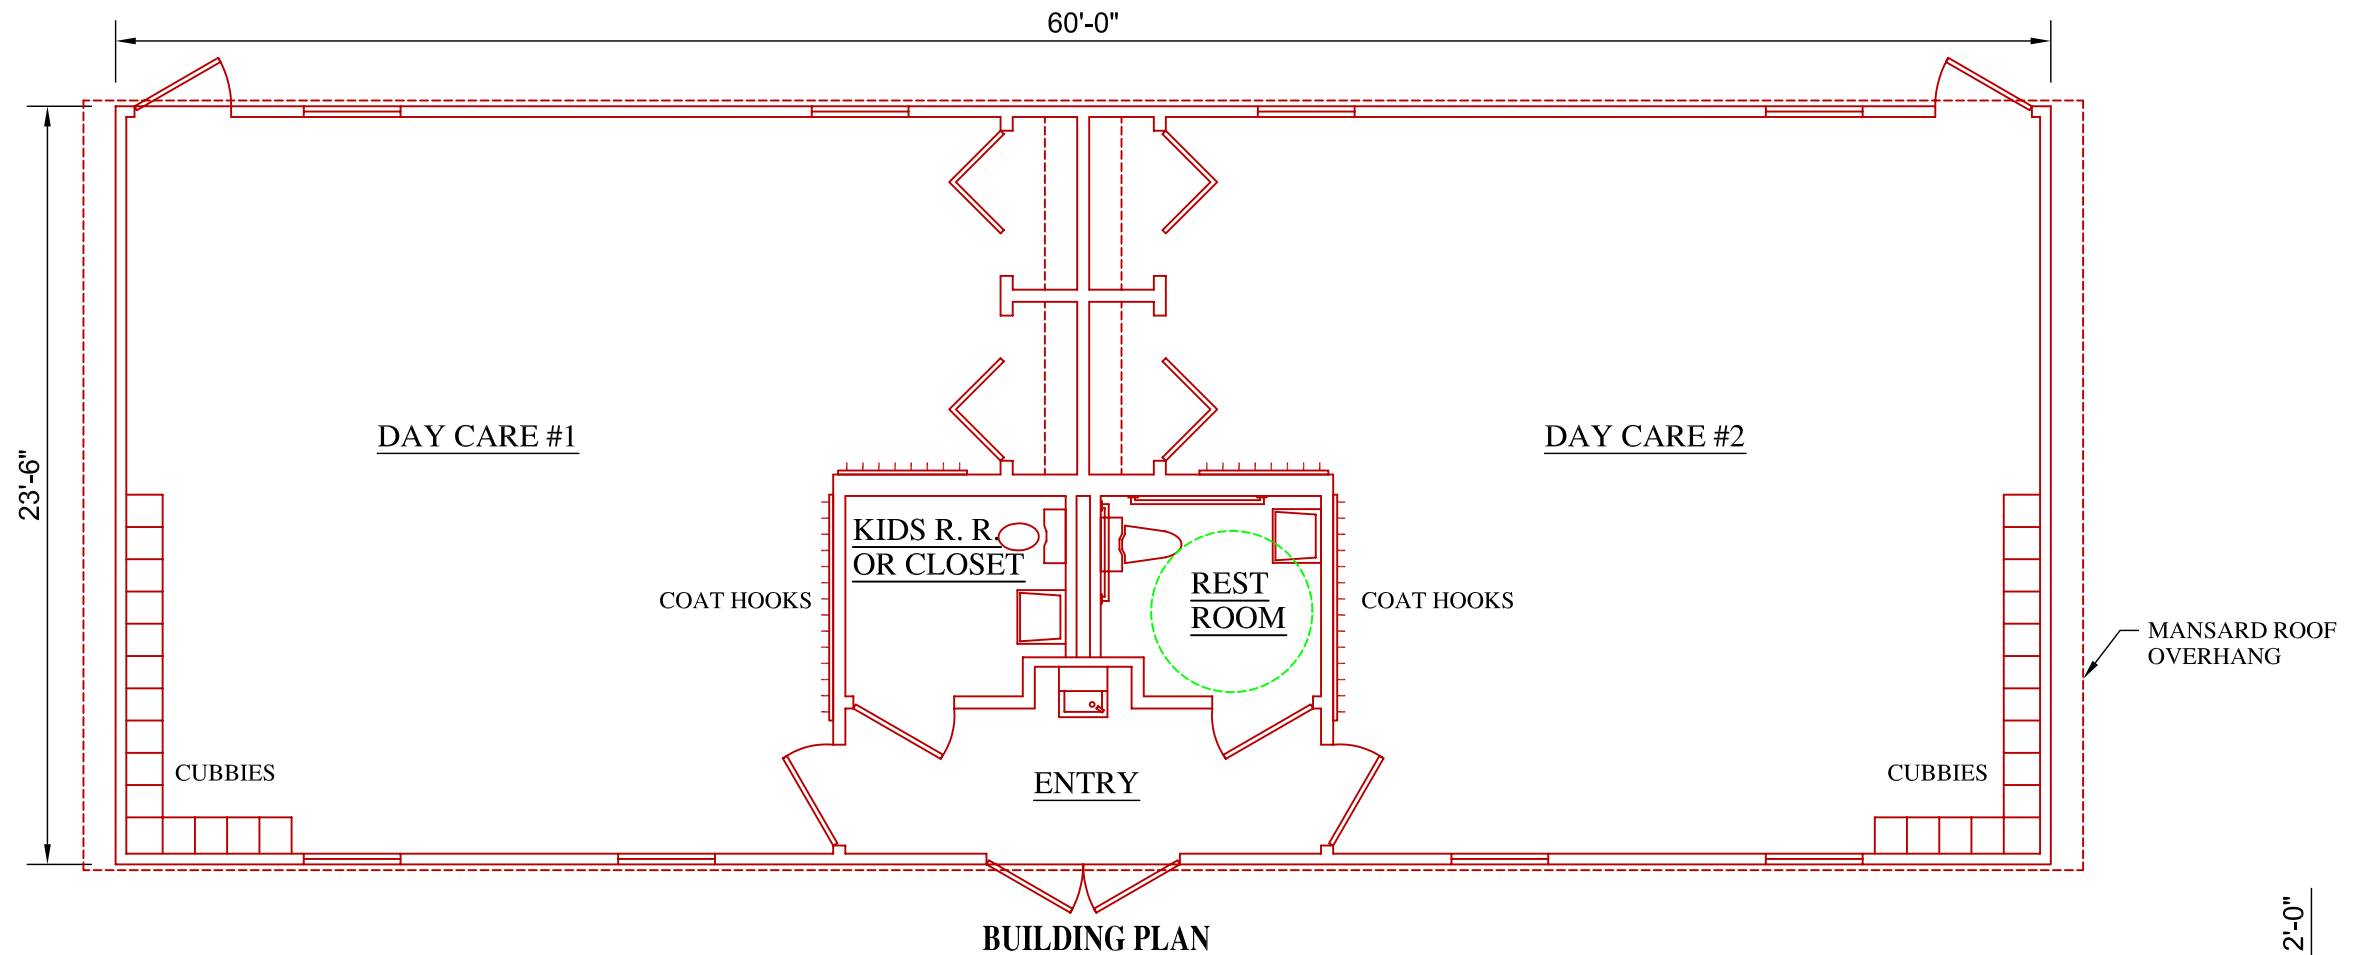 60'-0"
23'-6"
DAY CARE #1
DAY CARE #2
KIDS R. R.
OR CLOSET
REST
ROOM
COAT HOOKS
COAT HOOKS
MANSARD ROOF
OVERHANG
CUBBIES
CUBBIES
ENTRY
2'-0"
BUILDING PLAN